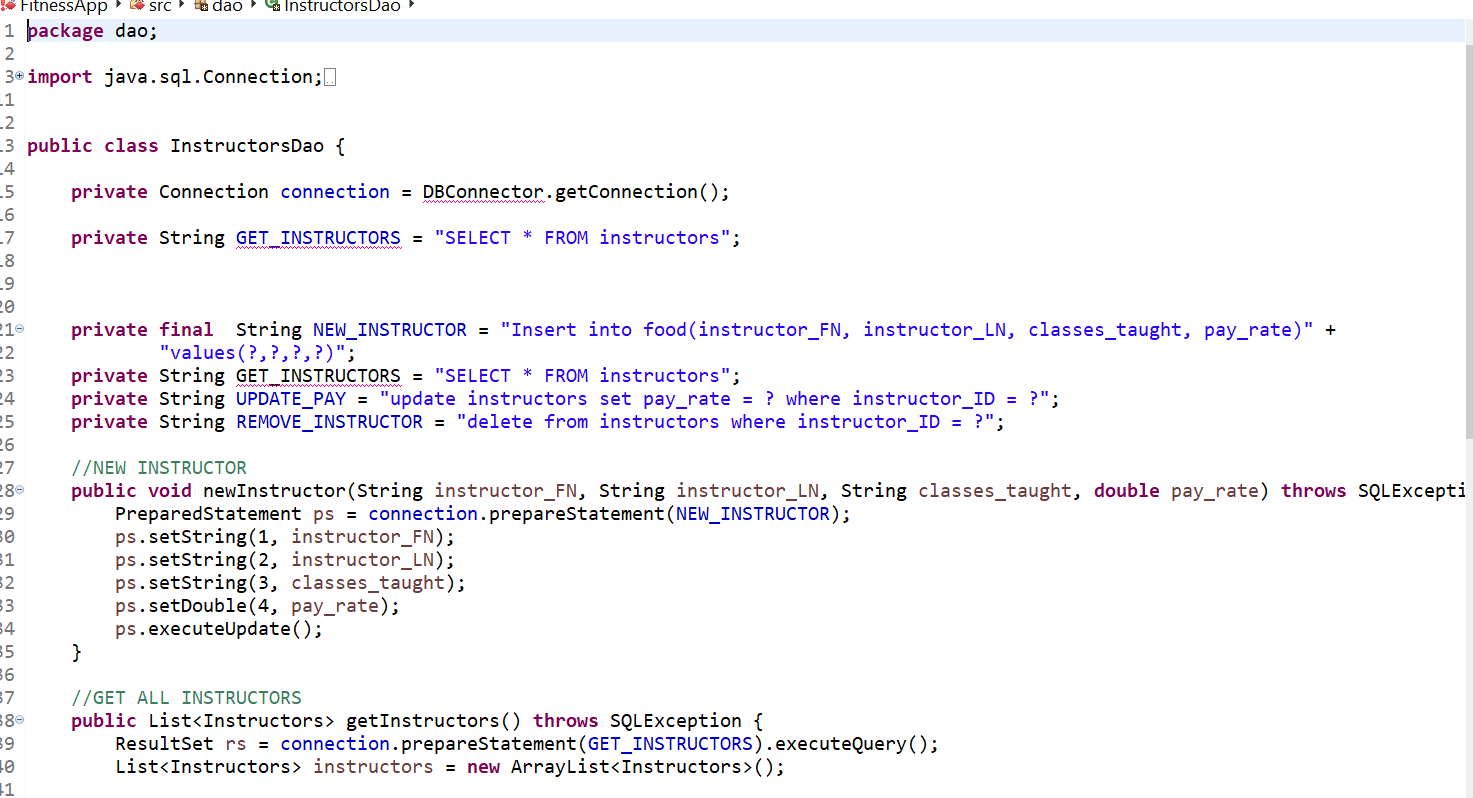 FitnessApp src dao InstructorsDao
1 package dao;
2
3 import java.sql.Connection;
11
12
13 public class InstructorsDao {
14
15 private Connection connection = DBConnector.getConnection();
16
17 private String GET_INSTRUCTORS = "SELECT * FROM instructors";
18
19
20
21 private final  String NEW_INSTRUCTOR = "Insert into food(instructor_FN, instructor_LN, classes_taught, pay_rate)" +
22 "values(?,?,?,?)";
23 private String GET_INSTRUCTORS = "SELECT * FROM instructors";
24 private String UPDATE_PAY = "update instructors set pay_rate = ? where instructor_ID = ?";
25 private String REMOVE_INSTRUCTOR = "delete from instructors where instructor_ID = ?";
26
27 //NEW INSTRUCTOR
28 public void newInstructor(String instructor_FN, String instructor_LN, String classes_taught, double pay_rate) throws SQLExcepti
29 PreparedStatement ps = connection.prepareStatement(NEW_INSTRUCTOR);
30 ps.setString(1, instructor_FN);
31 ps.setString(2, instructor_LN);
32 ps.setString(3, classes_taught);
33 ps.setDouble(4, pay_rate);
34 ps.executeUpdate();
35 }
36
37 //GET ALL INSTRUCTORS
38 public List<Instructors> getInstructors() throws SQLException {
39 ResultSet rs = connection.prepareStatement(GET_INSTRUCTORS).executeQuery();
40 List<Instructors> instructors = new ArrayList<Instructors>();
41